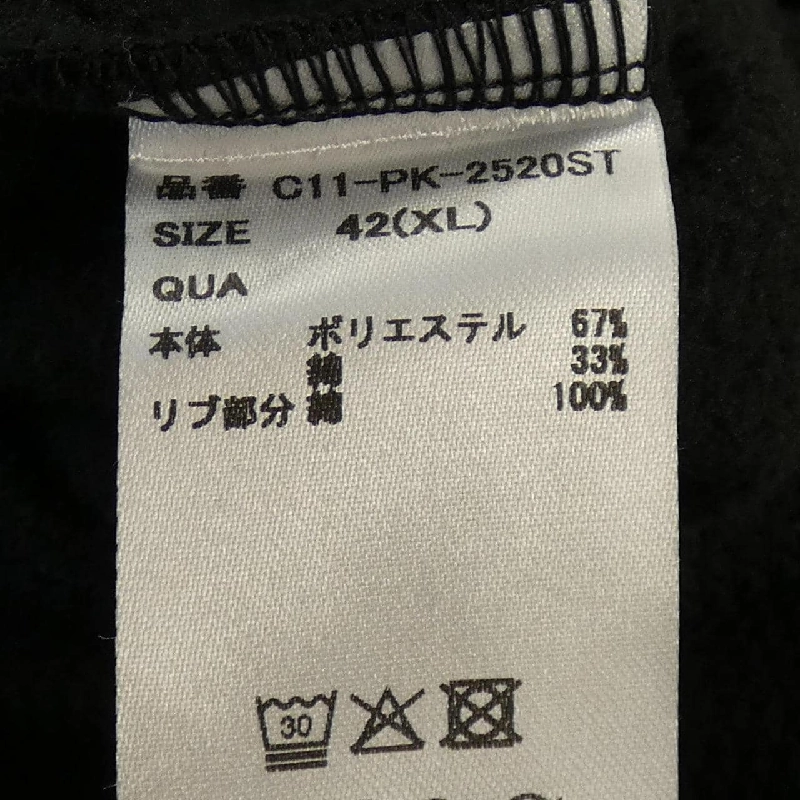 品番 C11-PK-2520ST
SIZE 42(XL)
QUA
本体 ポリエステル 67%
綿 33%
リブ部分 綿 100%
30